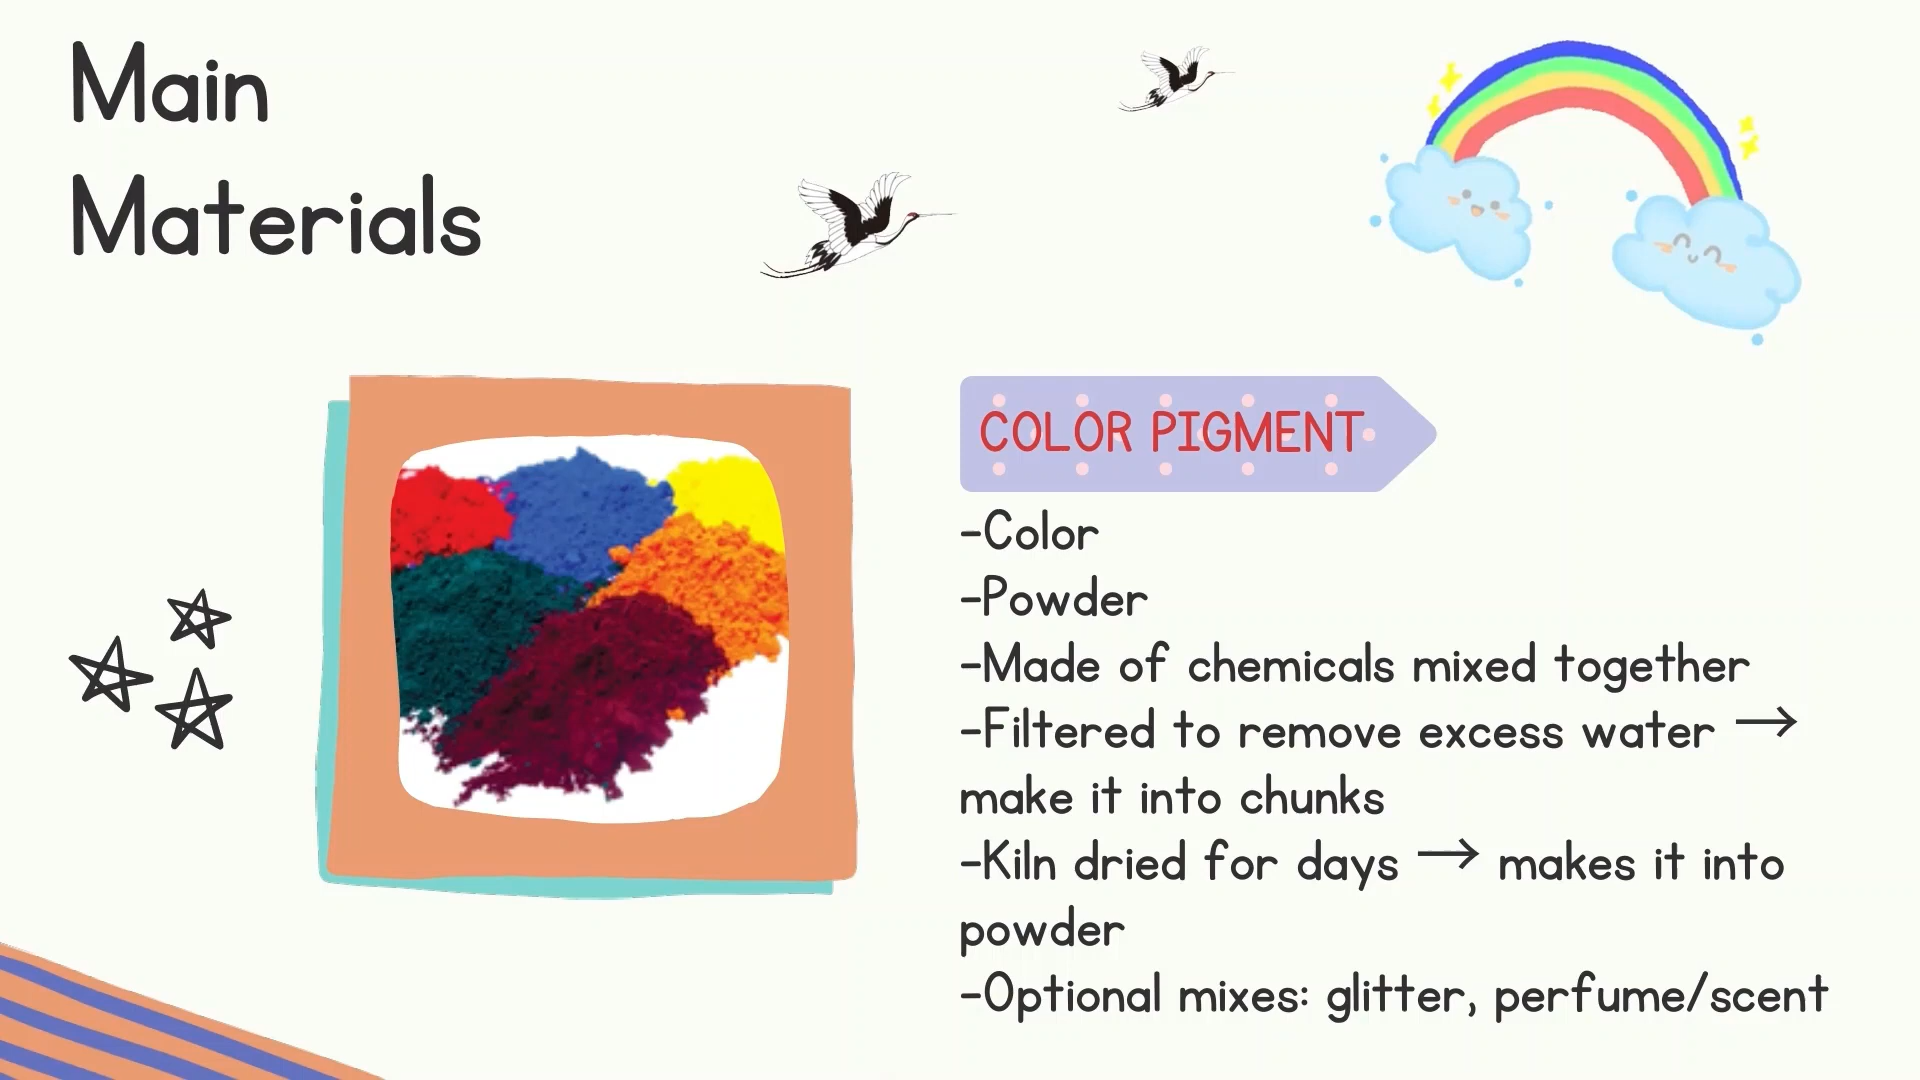 Main
Materials
COLOR PIGMENT
-Color
-Powder
-Made of chemicals mixed together
-Filtered to remove excess water →
make it into chunks
-Kiln dried for days → makes it into
powder
-Optional mixes: glitter, perfume/scent